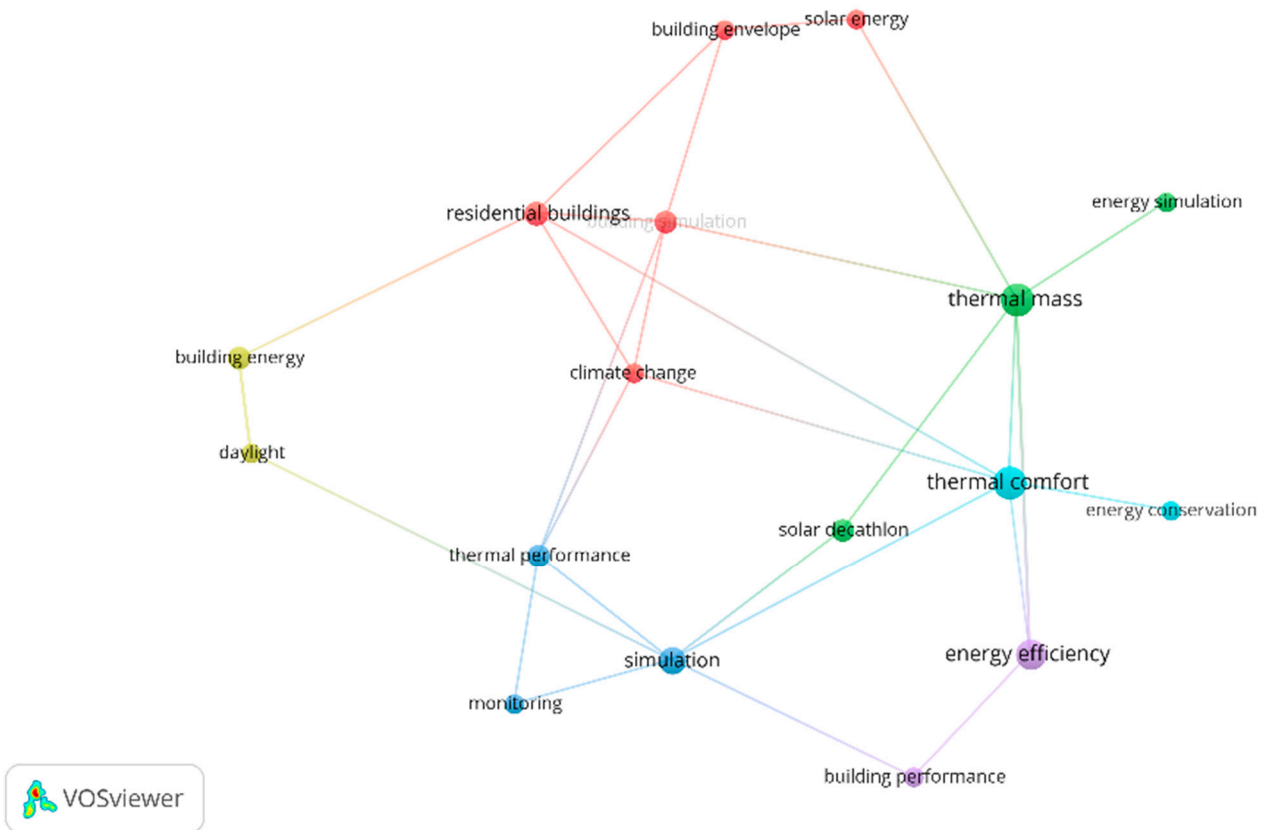 solar energy
building envelope
energy simulation
residential buildings
building simulation
thermal mass
building energy
climate change
daylight
thermal comfort
energy conservation
solar decathlon
thermal performance
energy efficiency
simulation
monitoring
building performance
VOSviewer